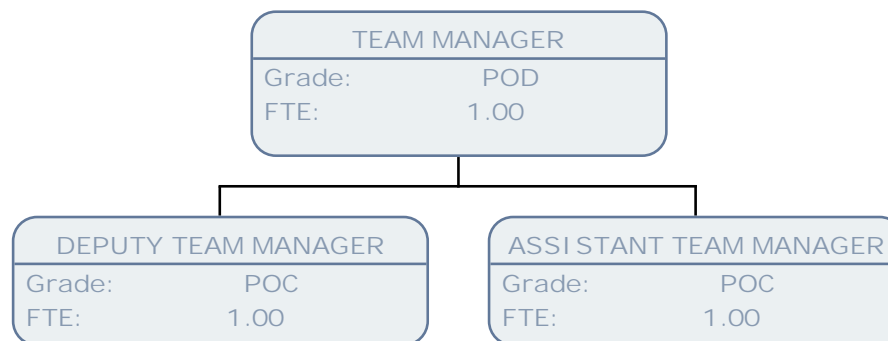 TEAM MANAGER
Grade: POD
FTE: 1.00
DEPUTY TEAM MANAGER
Grade: POC
FTE: 1.00
ASSISTANT TEAM MANAGER
Grade: POC
FTE: 1.00